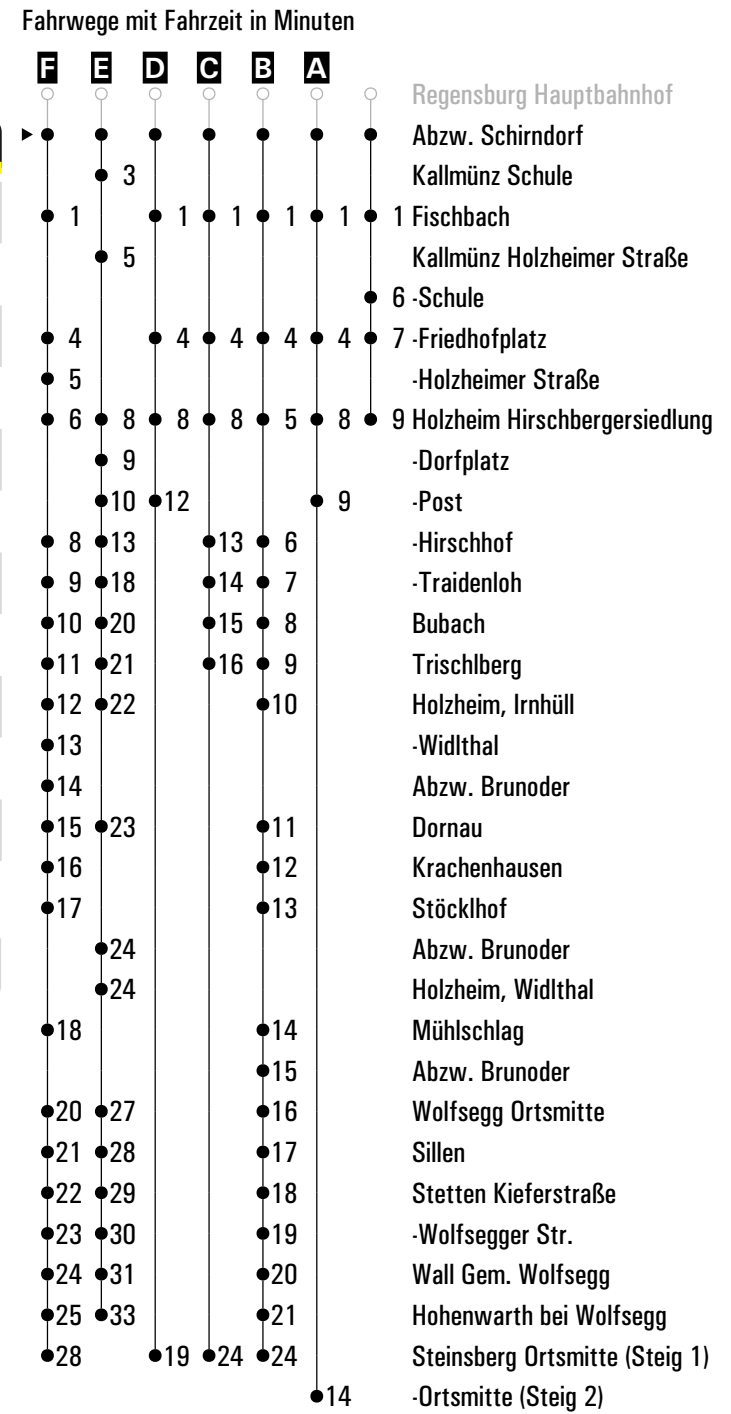 Fahrwege mit Fahrzeit in Minuten
F E D C B A
Regensburg Hauptbahnhof
Abzw. Schirndorf
3 Kallmünz Schule
1 1 1 1 1 1 Fischbach
5 Kallmünz Holzheimer Straße
6 -Schule
4 4 4 4 4 7 -Friedhofplatz
5 -Holzheimer Straße
6 8 8 8 5 8 9 Holzheim Hirschbergersiedlung
9 -Dorfplatz
10 12 9 -Post
8 13 13 6 -Hirschhof
9 18 14 7 -Traidenloh
10 20 15 8 Bubach
11 21 16 9 Trischlberg
12 22 10 Holzheim, Irnhüll
13 -Widlthal
14 Abzw. Brunoder
15 23 11 Dornau
16 12 Krachenhausen
17 13 Stöcklhof
24 Abzw. Brunoder
24 Holzheim, Widlthal
18 14 Mühlschlag
15 Abzw. Brunoder
20 27 16 Wolfsegg Ortsmitte
21 28 17 Sillen
22 29 18 Stetten Kieferstraße
23 30 19 -Wolfsegger Str.
24 31 20 Wall Gem. Wolfsegg
25 33 21 Hohenwarth bei Wolfsegg
28 19 24 24 Steinsberg Ortsmitte (Steig 1)
14 -Ortsmitte (Steig 2)